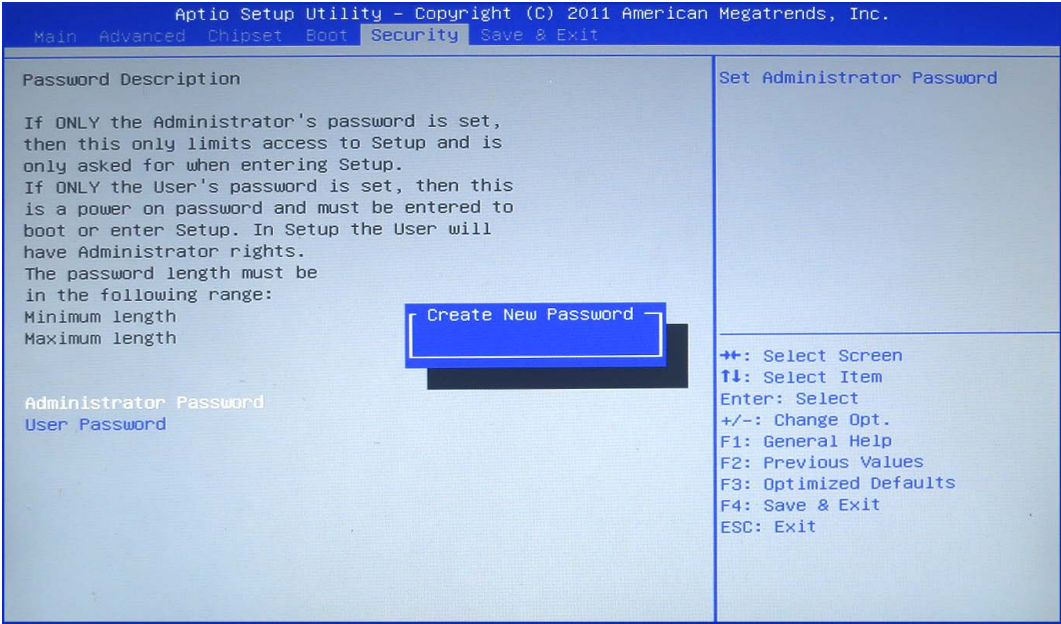 Aptio Setup Utility – Copyright (C) 2011 American Megatrends, Inc.
Main Advanced Chipset Boot Security Save & Exit
Password Description
If ONLY the Administrator's password is set,
then this only limits access to Setup and is
only asked for when entering Setup.
If ONLY the User's password is set, then this
is a power on password and must be entered to
boot or enter Setup. In Setup the User will
have Administrator rights.
The password length must be
in the following range:
Minimum length
Maximum length
Administrator Password
User Password
Create New Password
Set Administrator Password
→←: Select Screen
↑↓: Select Item
Enter: Select
+/-: Change Opt.
F1: General Help
F2: Previous Values
F3: Optimized Defaults
F4: Save & Exit
ESC: Exit